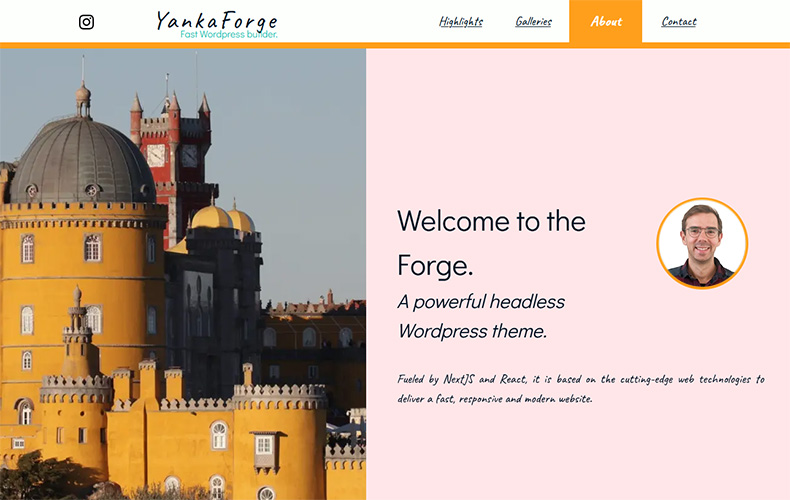 YankaForge
Fast Wordpress builder.
Highlights
Galleries
About
Contact
Welcome to the
Forge.
A powerful headless
Wordpress theme.
Fueled by NextJS and React, it is based on the cutting-edge web technologies to
deliver a fast, responsive and modern website.